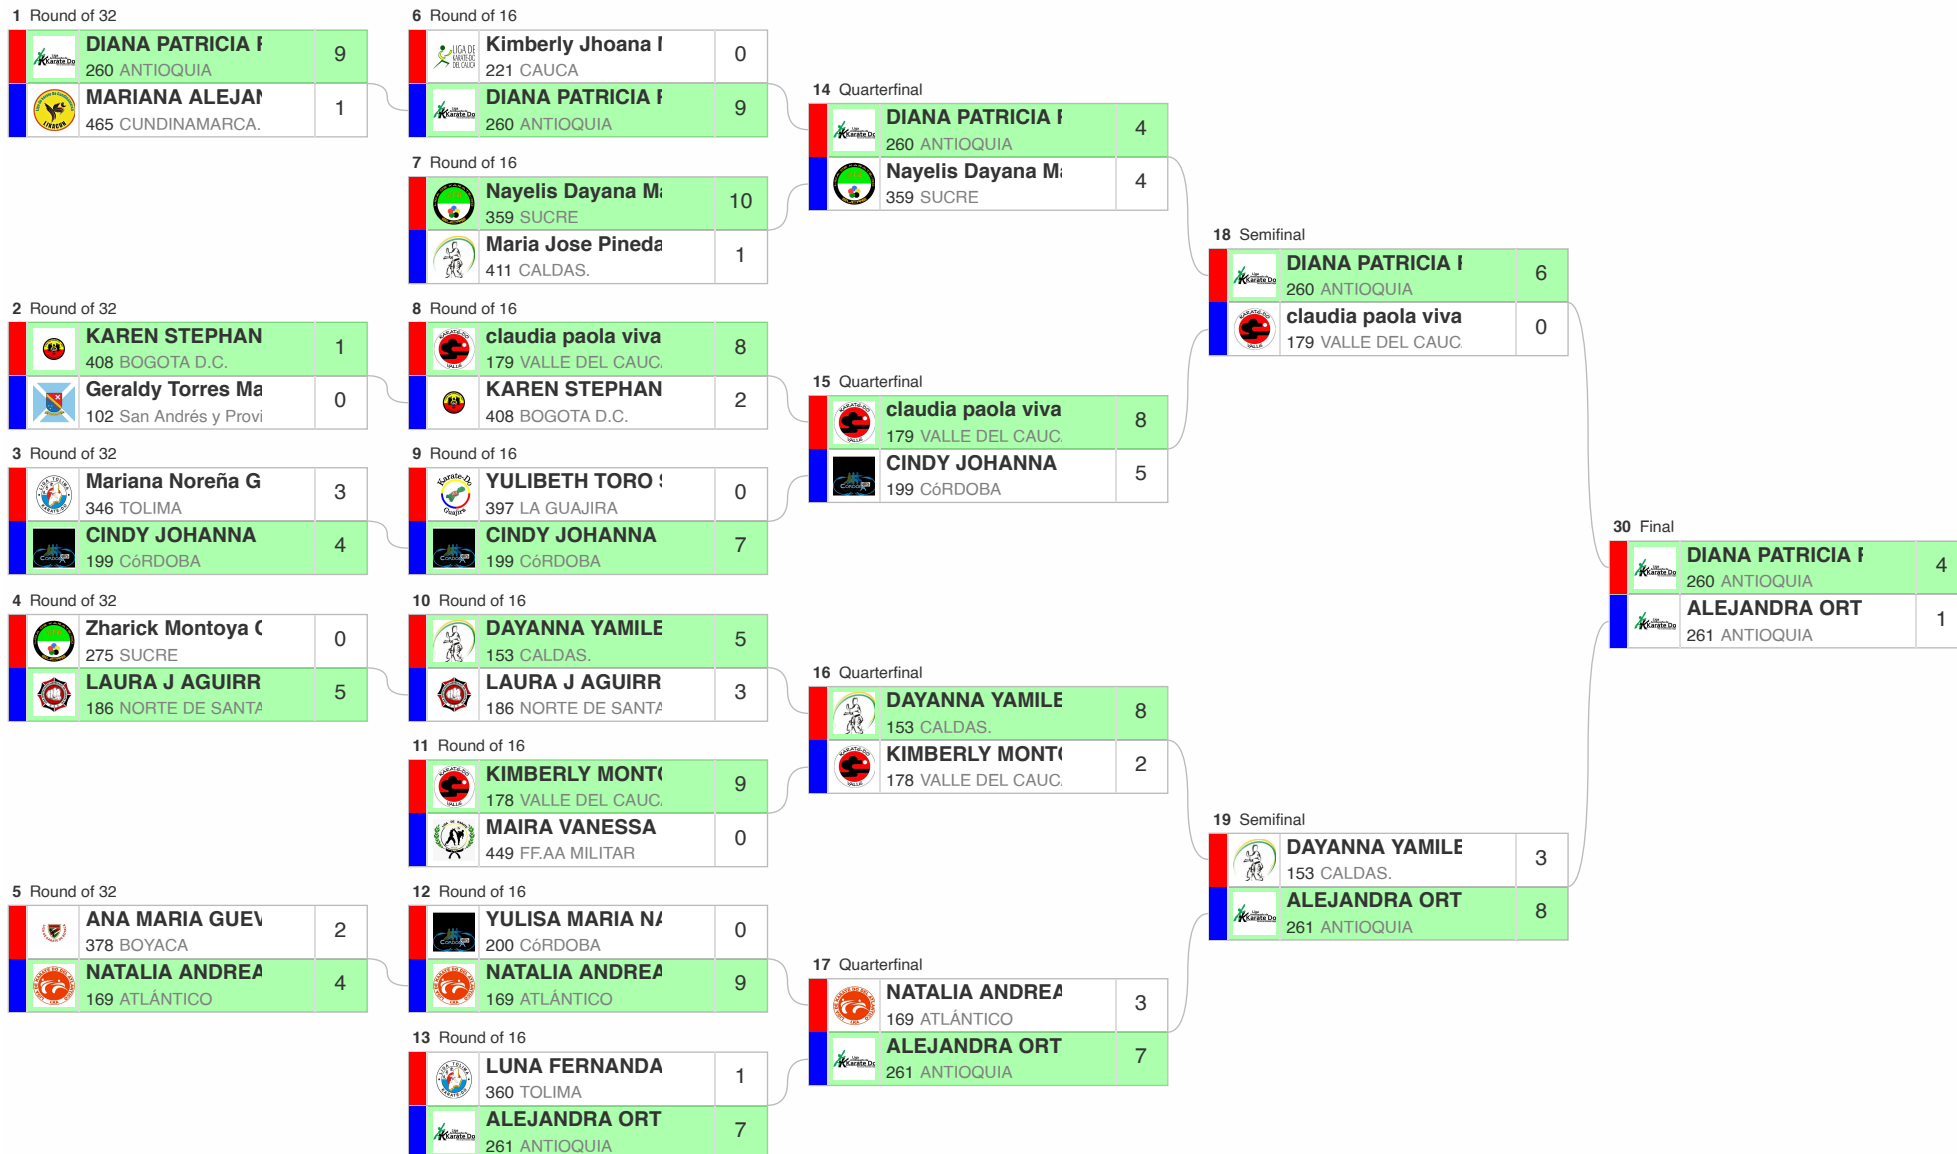 1 Round of 32
DIANA PATRICIA F 9
260 ANTIOQUIA
MARIANA ALEJAN 1
465 CUNDINAMARCA.
2 Round of 32
KAREN STEPHAN 1
408 BOGOTA D.C.
Geraldy Torres Ma 0
102 San Andrés y Provi
3 Round of 32
Mariana Noreña G 3
346 TOLIMA
CINDY JOHANNA 4
199 CóRDOBA
4 Round of 32
Zharick Montoya 0
275 SUCRE
LAURA J AGUIRR 5
186 NORTE DE SANTA
5 Round of 32
ANA MARIA GUEV 2
378 BOYACA
NATALIA ANDREA 4
169 ATLÁNTICO
6 Round of 16
Kimberly Jhoana 0
221 CAUCA
DIANA PATRICIA F 9
260 ANTIOQUIA
7 Round of 16
Nayelis Dayana Ma 10
359 SUCRE
Maria Jose Pineda 1
411 CALDAS.
8 Round of 16
claudia paola viva 8
179 VALLE DEL CAUC
KAREN STEPHAN 2
408 BOGOTA D.C.
9 Round of 16
YULIBETH TORO 0
397 LA GUAJIRA
CINDY JOHANNA 7
199 CóRDOBA
10 Round of 16
DAYANNA YAMILE 5
153 CALDAS.
LAURA J AGUIRR 3
186 NORTE DE SANTA
11 Round of 16
KIMBERLY MONTO 9
178 VALLE DEL CAUC
MAIRA VANESSA 0
449 FF.AA MILITAR
12 Round of 16
YULISA MARIA NA 0
200 CóRDOBA
NATALIA ANDREA 9
169 ATLÁNTICO
13 Round of 16
LUNA FERNANDA 1
360 TOLIMA
ALEJANDRA ORT 7
261 ANTIOQUIA
14 Quarterfinal
DIANA PATRICIA F 4
260 ANTIOQUIA
Nayelis Dayana Ma 4
359 SUCRE
15 Quarterfinal
claudia paola viva 8
179 VALLE DEL CAUC
CINDY JOHANNA 5
199 CóRDOBA
16 Quarterfinal
DAYANNA YAMILE 8
153 CALDAS.
KIMBERLY MONTO 2
178 VALLE DEL CAUC
17 Quarterfinal
NATALIA ANDREA 3
169 ATLÁNTICO
ALEJANDRA ORT 7
261 ANTIOQUIA
18 Semifinal
DIANA PATRICIA F 6
260 ANTIOQUIA
claudia paola viva 0
179 VALLE DEL CAUC
19 Semifinal
DAYANNA YAMILE 3
153 CALDAS.
ALEJANDRA ORT 8
261 ANTIOQUIA
30 Final
DIANA PATRICIA F 4
260 ANTIOQUIA
ALEJANDRA ORT 1
261 ANTIOQUIA